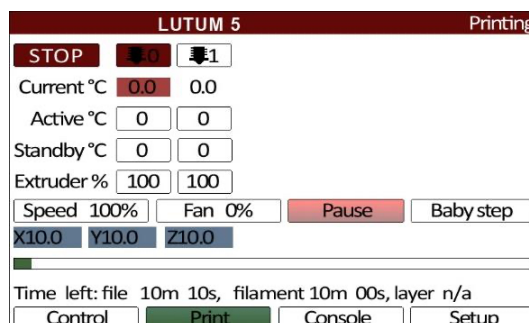 LUTUM 5 Printing
STOP 0 1
Current °C 0.0 0.0
Active °C 0 0
Standby °C 0 0
Extruder % 100 100
Speed 100% Fan 0% Pause Baby step
X10.0 Y10.0 Z10.0
Time left: file 10m 10s, filament 10m 00s, layer n/a
Control Print Console Setup